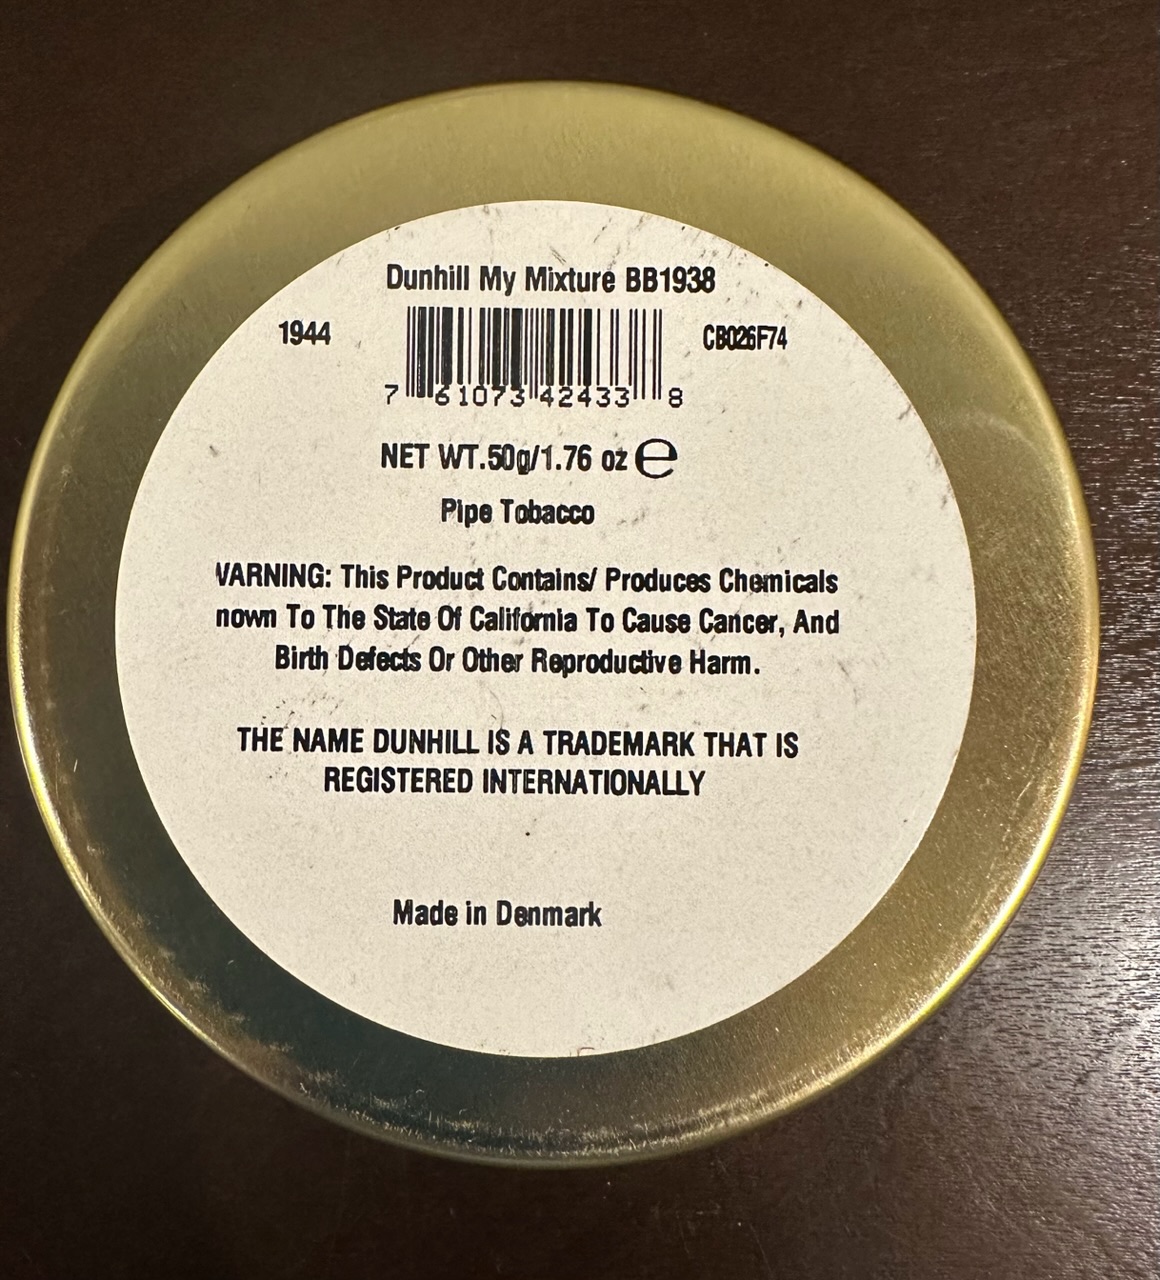 Dunhill My Mixture BB1938
1944
CB026F74
7 61073 42433 8
NET WT.50g/1.76 oz ℮
Pipe Tobacco
VARNING: This Product Contains/ Produces Chemicals
nown To The State Of California To Cause Cancer, And
Birth Defects Or Other Reproductive Harm.
THE NAME DUNHILL IS A TRADEMARK THAT IS
REGISTERED INTERNATIONALLY
Made in Denmark